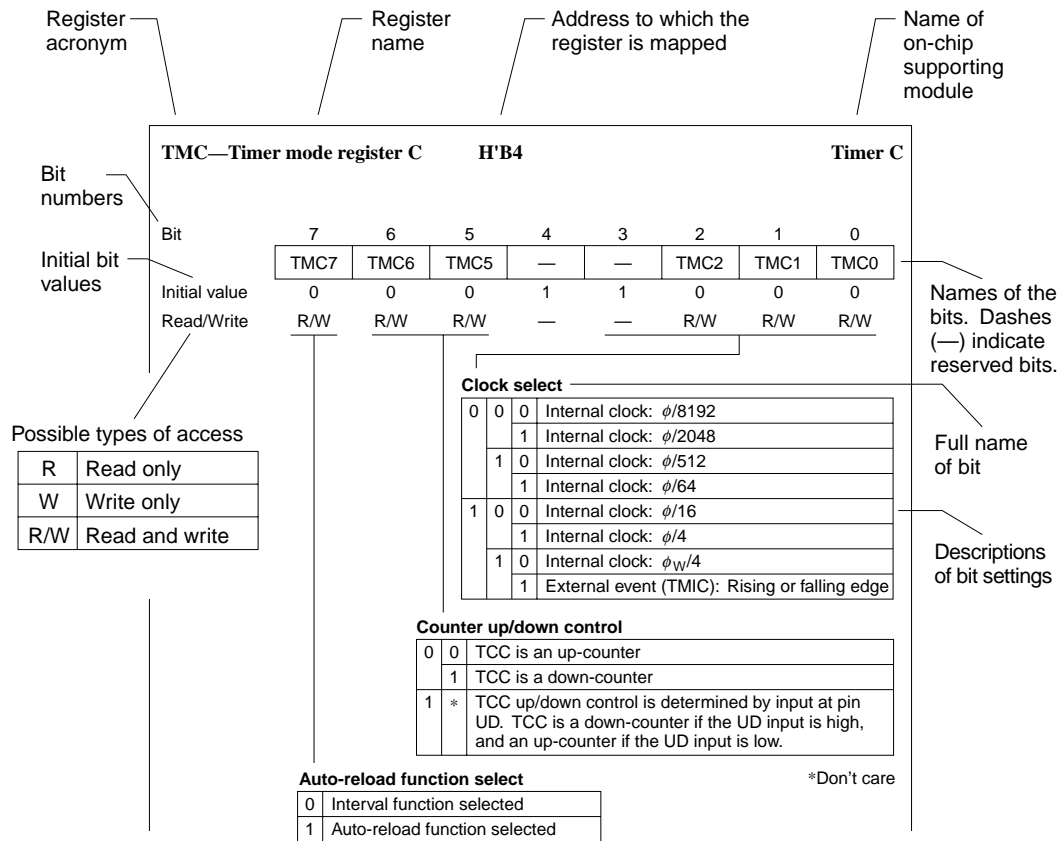 Register acronym
Register name
Address to which the register is mapped
Name of on-chip supporting module
TMC—Timer mode register C H'B4 Timer C
Bit numbers
Bit 7 6 5 4 3 2 1 0
TMC7 TMC6 TMC5 — — TMC2 TMC1 TMC0
Initial bit values
Initial value 0 0 0 1 1 0 0 0
Read/Write R/W R/W R/W — — R/W R/W R/W
Names of the bits. Dashes (—) indicate reserved bits.
Possible types of access
R Read only
W Write only
R/W Read and write
Clock select
0 0 0 Internal clock: ϕ/8192
1 Internal clock: ϕ/2048
1 0 Internal clock: ϕ/512
1 Internal clock: ϕ/64
1 0 0 Internal clock: ϕ/16
1 Internal clock: ϕ/4
1 0 Internal clock: ϕW/4
1 External event (TMIC): Rising or falling edge
Full name of bit
Descriptions of bit settings
Counter up/down control
0 0 TCC is an up-counter
1 TCC is a down-counter
1 * TCC up/down control is determined by input at pin
UD. TCC is a down-counter if the UD input is high,
and an up-counter if the UD input is low.
*Don't care
Auto-reload function select
0 Interval function selected
1 Auto-reload function selected